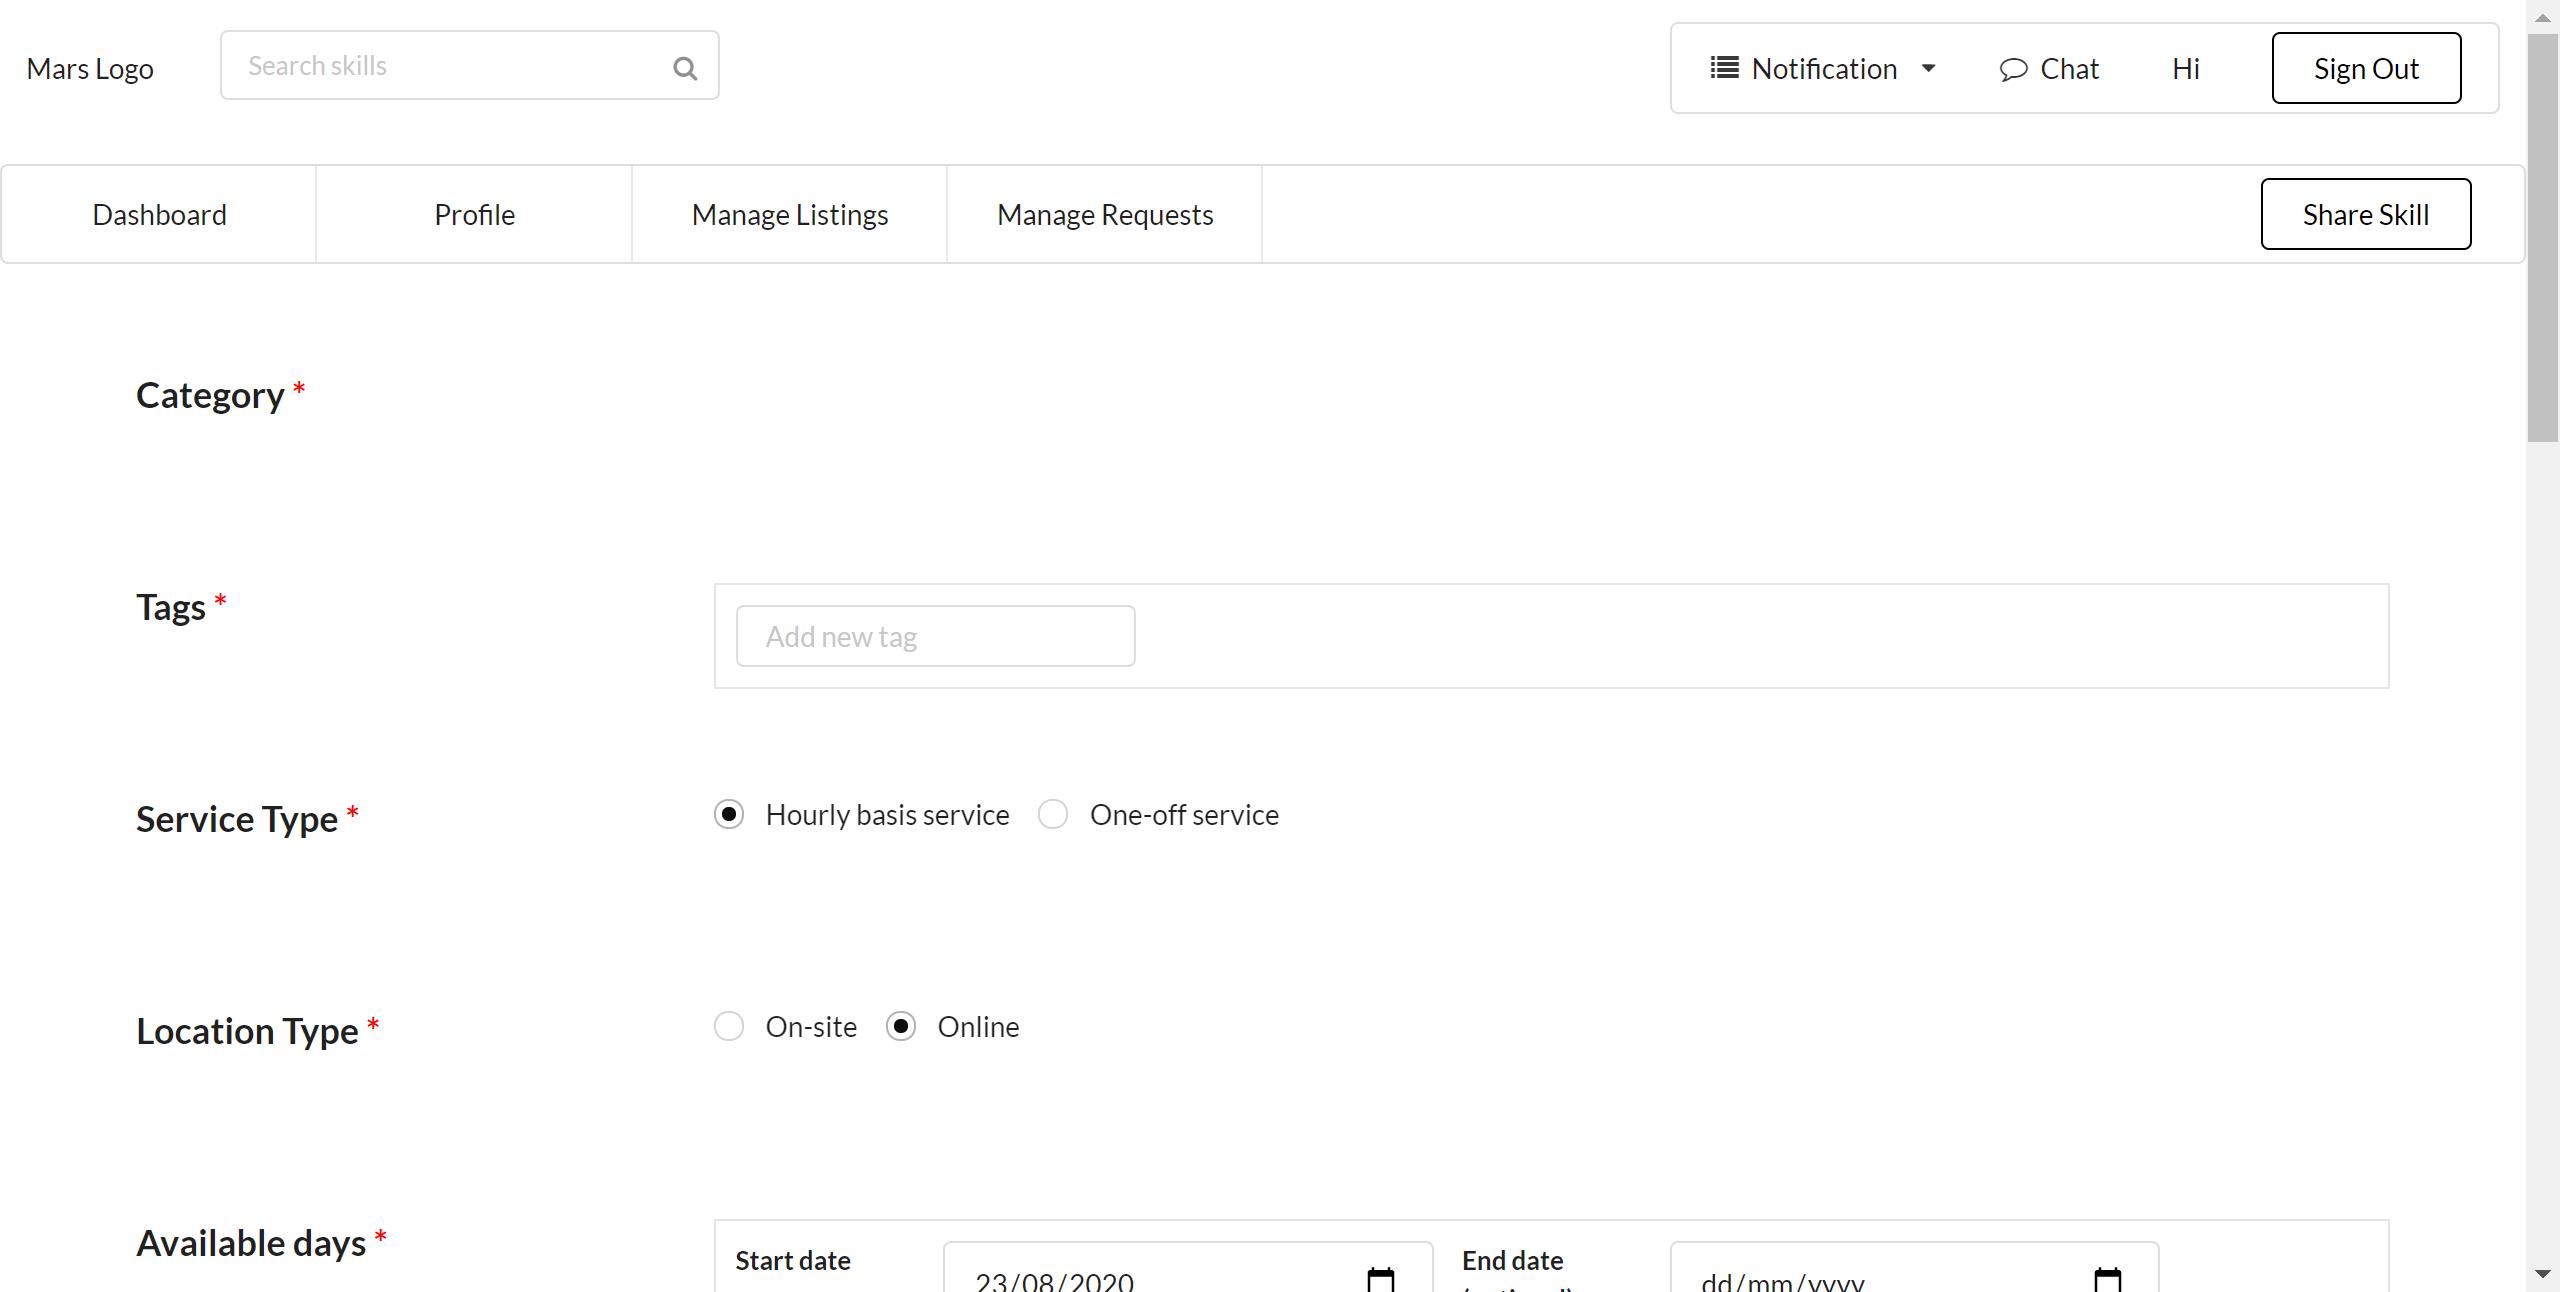 Mars Logo
Search skills
Notification
Chat
Hi
Sign Out
Dashboard
Profile
Manage Listings
Manage Requests
Share Skill
Category *
Tags *
Add new tag
Service Type *
Hourly basis service
One-off service
Location Type *
On-site
Online
Available days *
Start date
23/08/2020
End date
dd/mm/yyyy